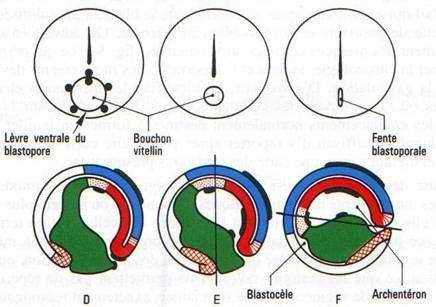 Lèvre ventrale du
blastopore
Bouchon
vitellin
Fente
blastoporale
D
E
F
Blastocèle
Archentéron